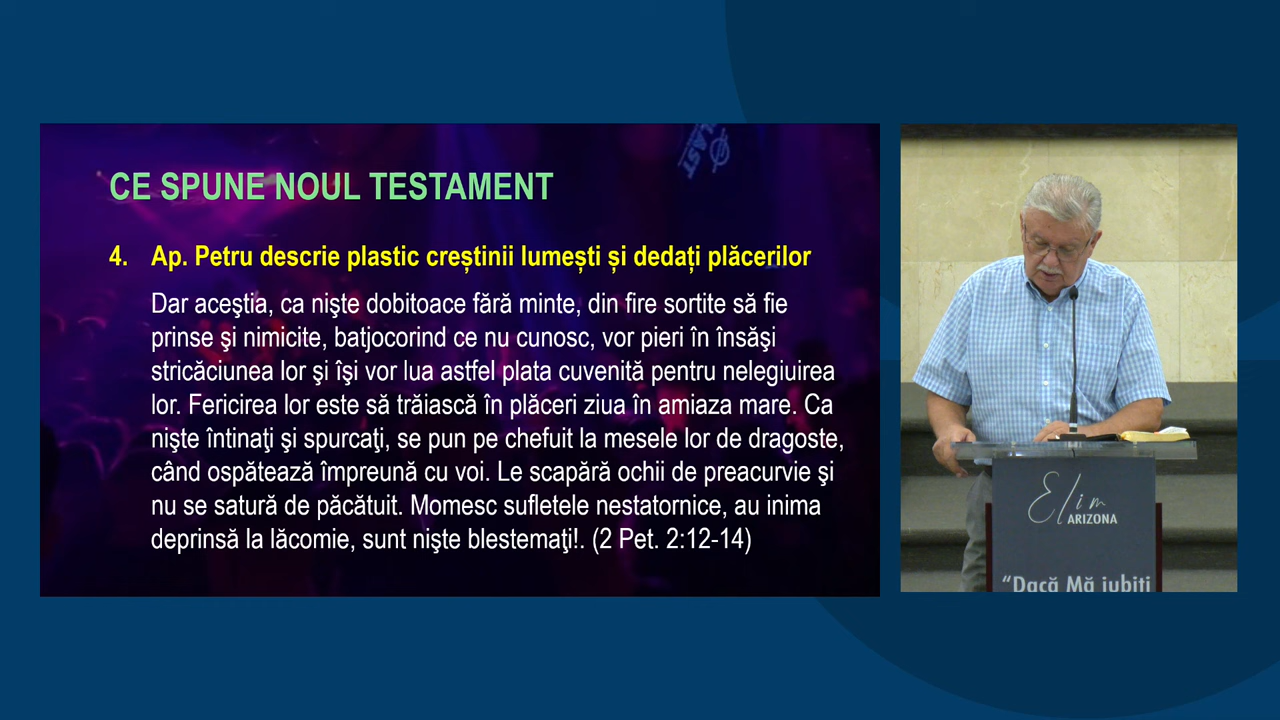 CE SPUNE NOUL TESTAMENT
4. Ap. Petru descrie plastic creștinii lumești și dedați plăcerilor
Dar aceştia, ca nişte dobitoace fără minte, din fire sortite să fie
prinse şi nimicite, batjocorind ce nu cunosc, vor pieri în însăşi
stricăciunea lor şi îşi vor lua astfel plata cuvenită pentru nelegiuirea
lor. Fericirea lor este să trăiască în plăceri ziua în amiaza mare. Ca
nişte întinaţi şi spurcaţi, se pun pe chefuit la mesele lor de dragoste,
când ospătează împreună cu voi. Le scapără ochii de preacurvie şi
nu se satură de păcătuit. Momesc sufletele nestatornice, au inima
deprinsă la lăcomie, sunt nişte blestemaţi!. (2 Pet. 2:12-14)
Elim
ARIZONA
“Dacă Mă iubiți